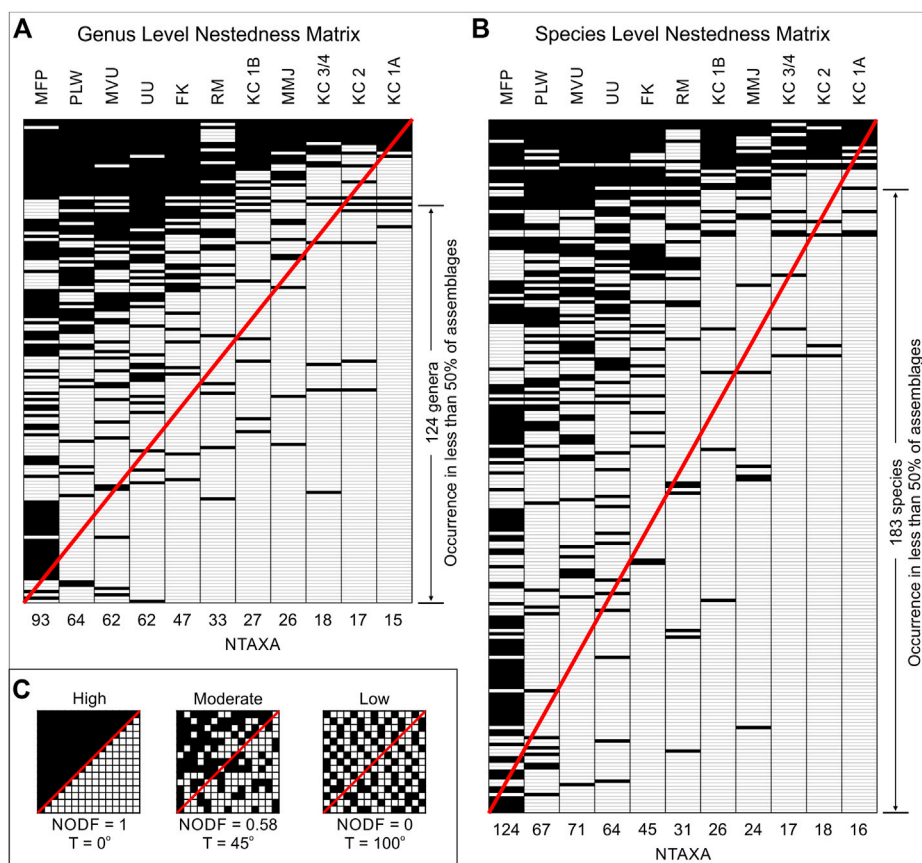 A
Genus Level Nestedness Matrix
MFP PLW MVU UU FK RM KC 1B MMJ KC 3/4 KC 2 KC 1A
124 genera
Occurrence in less than 50% of assemblages
93 64 62 62 47 33 27 26 18 17 15
NTAXA
B
Species Level Nestedness Matrix
MFP PLW MVU UU FK RM KC 1B MMJ KC 3/4 KC 2 KC 1A
183 species
Occurrence in less than 50% of assemblages
124 67 71 64 45 31 26 24 17 18 16
NTAXA
C
High
NODF = 1
T = 0°
Moderate
NODF = 0.58
T = 45°
Low
NODF = 0
T = 100°